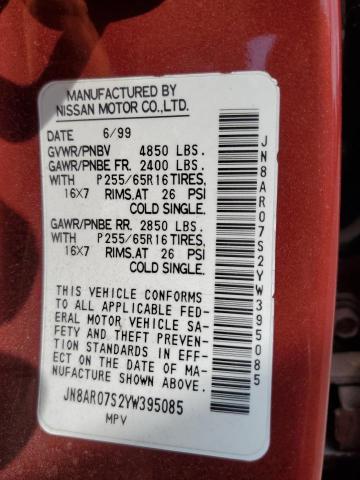 MANUFACTURED BY
NISSAN MOTOR CO.,LTD.
DATE 6/99
GVWR/PNBV 4850 LBS.
GAWR/PNBE FR. 2400 LBS.
WITH P255/65R16 TIRES,
16X7 RIMS,AT 26 PSI
COLD SINGLE.
GAWR/PNBE RR. 2850 LBS.
WITH P255/65R16 TIRES,
16X7 RIMS,AT 26 PSI
COLD SINGLE.
THIS VEHICLE CONFORMS
TO ALL APPLICABLE FED-
ERAL MOTOR VEHICLE SA-
FETY AND THEFT PREVENTION
STANDARDS IN EFF-
ECT ON THE DATE OF MA-
NUFACTURE SHOWN ABOVE.
JN8AR07S2YW395085
MPV
JN8AR07S2YW395085